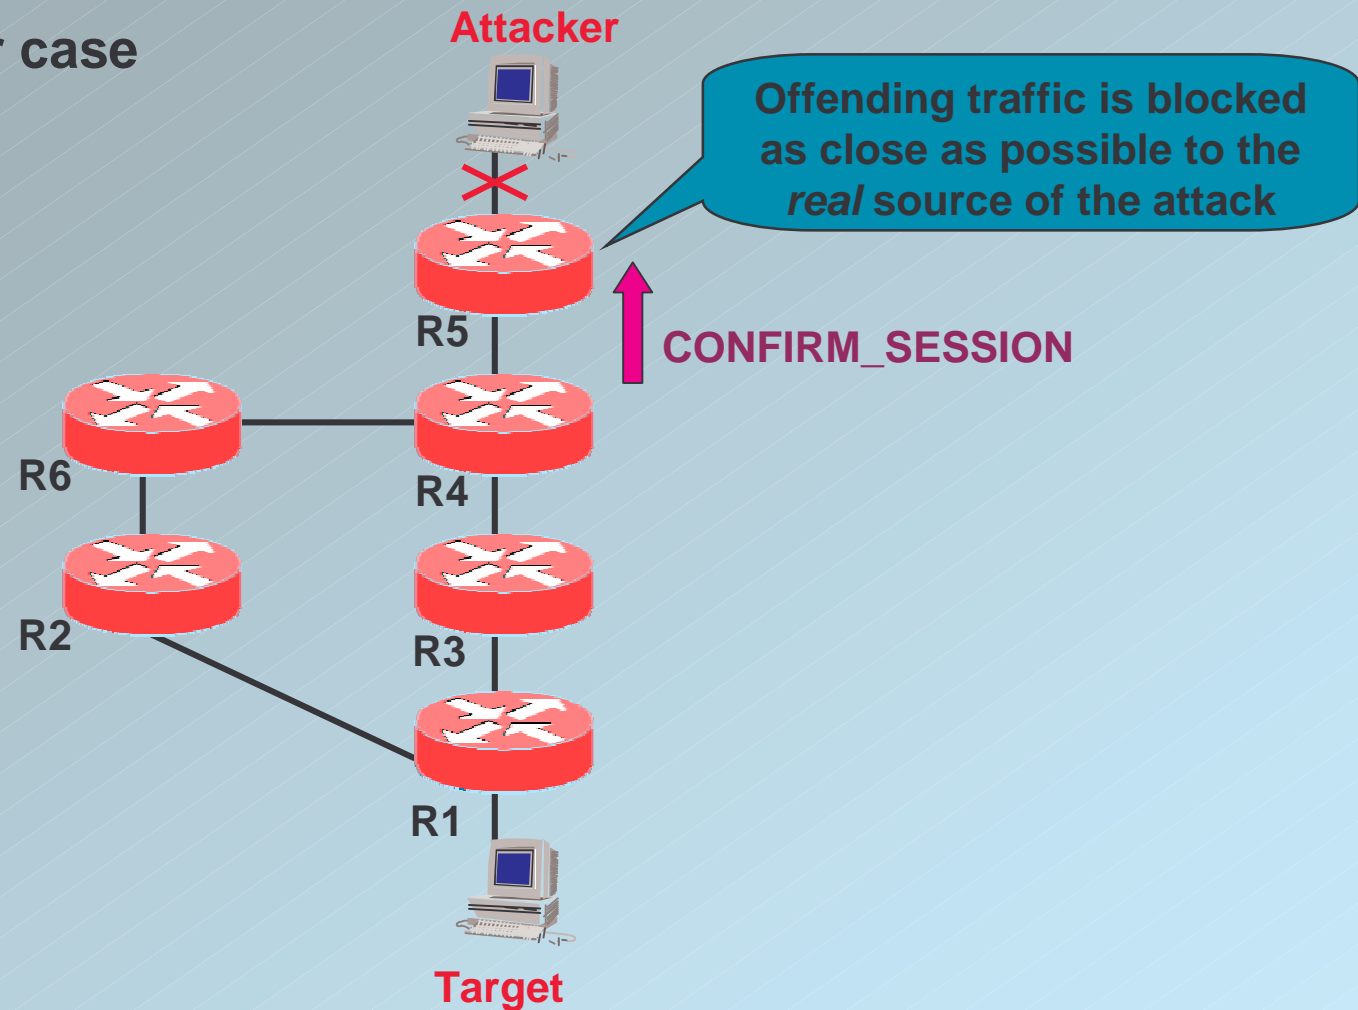 case
Attacker
Offending traffic is blocked
as close as possible to the
real source of the attack
R5
CONFIRM_SESSION
R6
R4
R2
R3
R1
Target